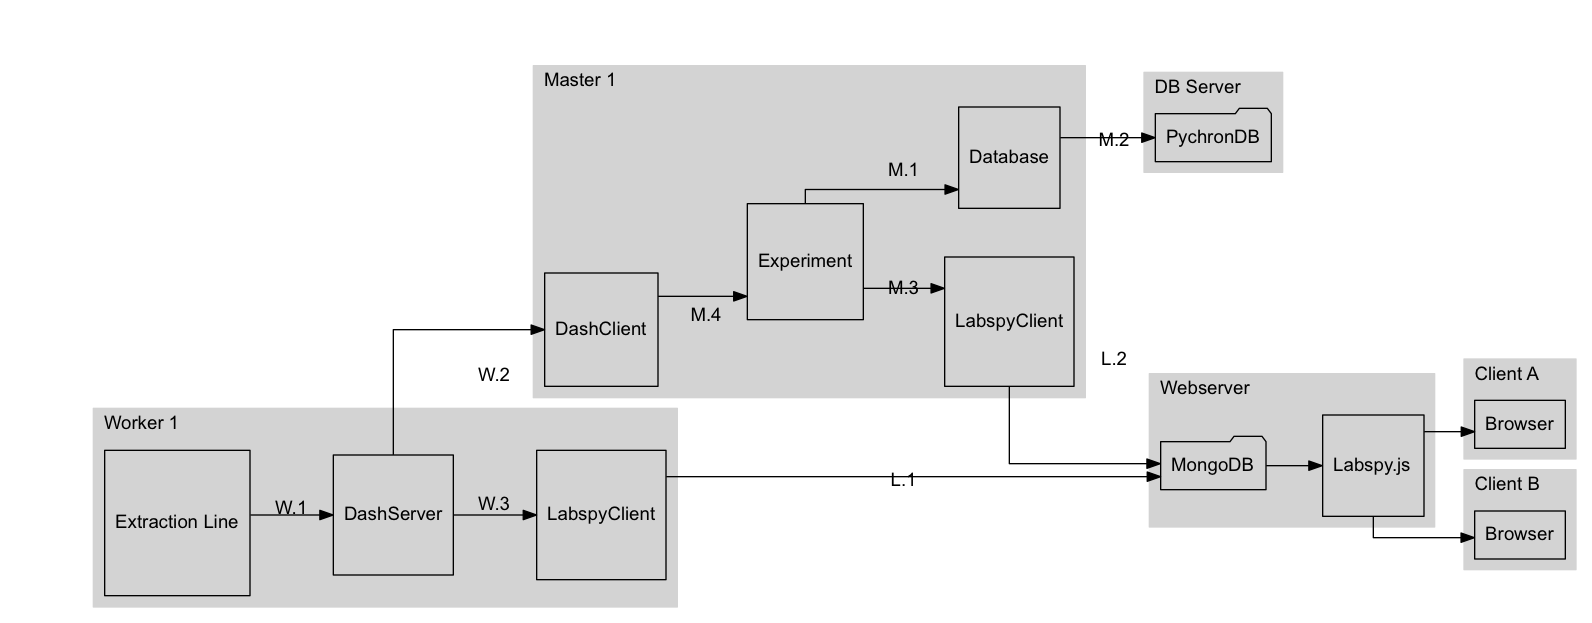 Master 1
DB Server
PychronDB
Database
M.2
M.1
Experiment
M.3
DashClient
M.4
LabspyClient
L.2
W.2
Webserver
Client A
Browser
MongoDB
Labspy.js
Worker 1
L.1
Client B
Browser
Extraction Line
W.1
DashServer
W.3
LabspyClient